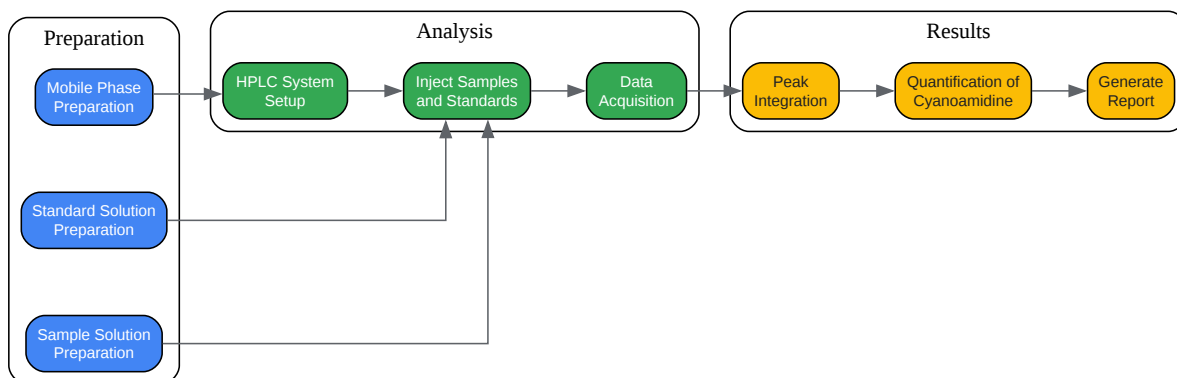 Preparation
Mobile Phase
Preparation
Standard Solution
Preparation
Sample Solution
Preparation
Analysis
HPLC System
Setup
Inject Samples
and Standards
Data
Acquisition
Results
Peak
Integration
Quantification of
Cyanoamidine
Generate
Report